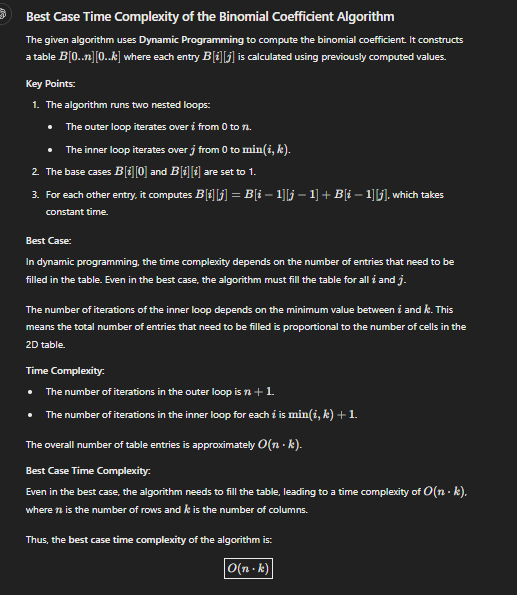 Best Case Time Complexity of the Binomial Coefficient Algorithm
The given algorithm uses Dynamic Programming to compute the binomial coefficient. It constructs
a table B[0..n][0..k] where each entry B[i][j] is calculated using previously computed values.
Key Points:
1. The algorithm runs two nested loops:
• The outer loop iterates over i from 0 to n.
• The inner loop iterates over j from 0 to min(i, k).
2. The base cases B[i][0] and B[i][i] are set to 1.
3. For each other entry, it computes B[i][j] = B[i − 1][j − 1] + B[i − 1][j], which takes
constant time.
Best Case:
In dynamic programming, the time complexity depends on the number of entries that need to be
filled in the table. Even in the best case, the algorithm must fill the table for all i and j.
The number of iterations of the inner loop depends on the minimum value between i and k. This
means the total number of entries that need to be filled is proportional to the number of cells in the
2D table.
Time Complexity:
• The number of iterations in the outer loop is n + 1.
• The number of iterations in the inner loop for each i is min(i, k) + 1.
The overall number of table entries is approximately O(n · k).
Best Case Time Complexity:
Even in the best case, the algorithm needs to fill the table, leading to a time complexity of O(n · k),
where n is the number of rows and k is the number of columns.
Thus, the best case time complexity of the algorithm is:
O(n · k)